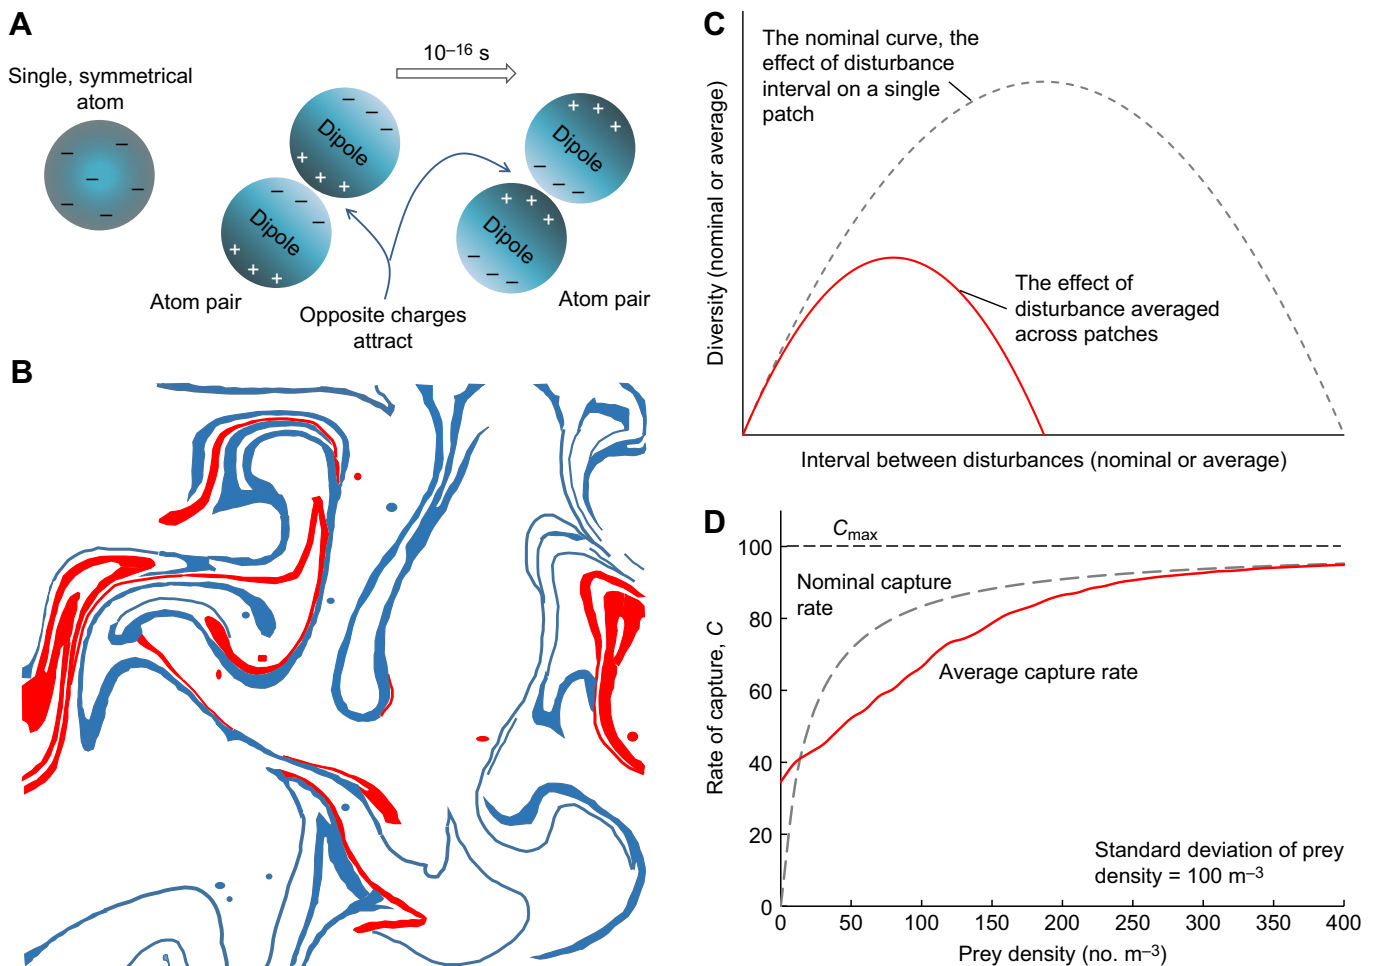 A
Single, symmetrical
atom
10–16 s
Dipole
Dipole
Dipole
Dipole
Atom pair
Opposite charges
attract
Atom pair
B
C
The nominal curve, the
effect of disturbance
interval on a single
patch
The effect of
disturbance averaged
across patches
Diversity (nominal or average)
Interval between disturbances (nominal or average)
D
Cmax
Nominal capture
rate
Average capture rate
Standard deviation of prey
density = 100 m–3
Rate of capture, C
100
80
60
40
20
0
0 50 100 150 200 250 300 350 400
Prey density (no. m–3)